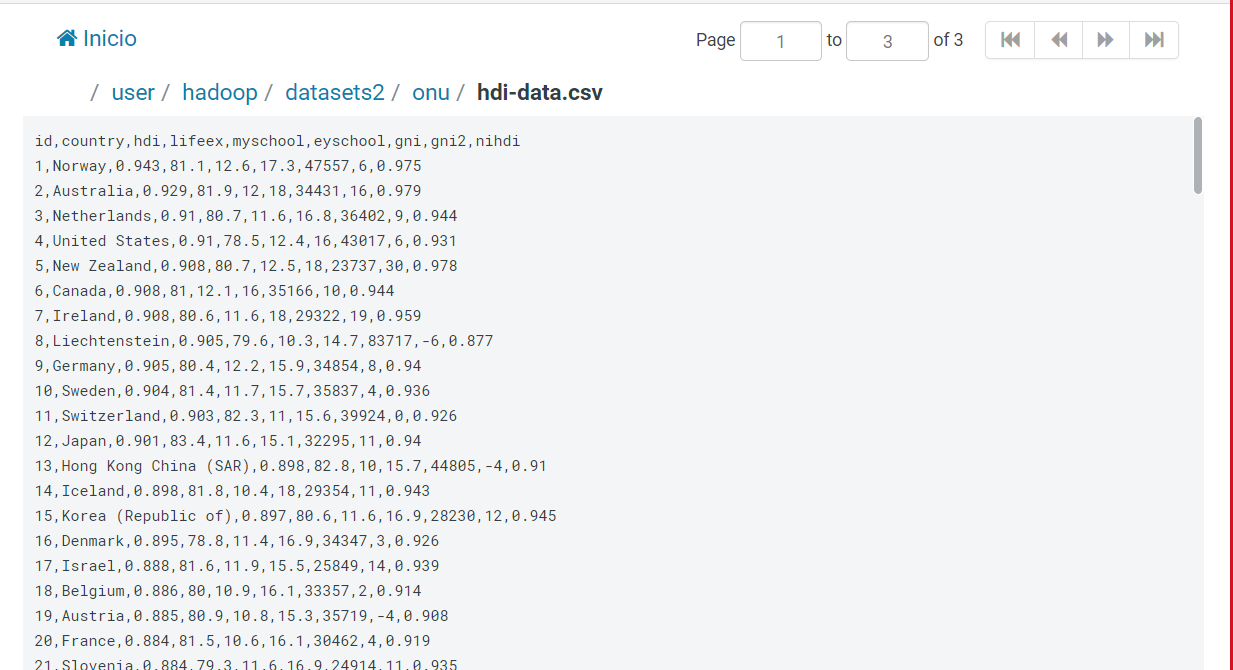 Inicio
Page 1 to 3 of 3
/ user / hadoop / datasets2 / onu / hdi-data.csv
id,country,hdi,lifeex,myschool,eyschool,gni,gni2,nihdi
1,Norway,0.943,81.1,12.6,17.3,47557,6,0.975
2,Australia,0.929,81.9,12,18,34431,16,0.979
3,Netherlands,0.91,80.7,11.6,16.8,36402,9,0.944
4,United States,0.91,78.5,12.4,16,43017,6,0.931
5,New Zealand,0.908,80.7,12.5,18,23737,30,0.978
6,Canada,0.908,81,12.1,16,35166,10,0.944
7,Ireland,0.908,80.6,11.6,18,29322,19,0.959
8,Liechtenstein,0.905,79.6,10.3,14.7,83717,-6,0.877
9,Germany,0.905,80.4,12.2,15.9,34854,8,0.94
10,Sweden,0.904,81.4,11.7,15.7,35837,4,0.936
11,Switzerland,0.903,82.3,11,15.6,39924,0,0.926
12,Japan,0.901,83.4,11.6,15.1,32295,11,0.94
13,Hong Kong China (SAR),0.898,82.8,10,15.7,44805,-4,0.91
14,Iceland,0.898,81.8,10.4,18,29354,11,0.943
15,Korea (Republic of),0.897,80.6,11.6,16.9,28230,12,0.945
16,Denmark,0.895,78.8,11.4,16.9,34347,3,0.926
17,Israel,0.888,81.6,11.9,15.5,25849,14,0.939
18,Belgium,0.886,80,10.9,16.1,33357,2,0.914
19,Austria,0.885,80.9,10.8,15.3,35719,-4,0.908
20,France,0.884,81.5,10.6,16.1,30462,4,0.919
21,Slovenia,0.884,79.3,11.6,16.9,24914,11,0.935